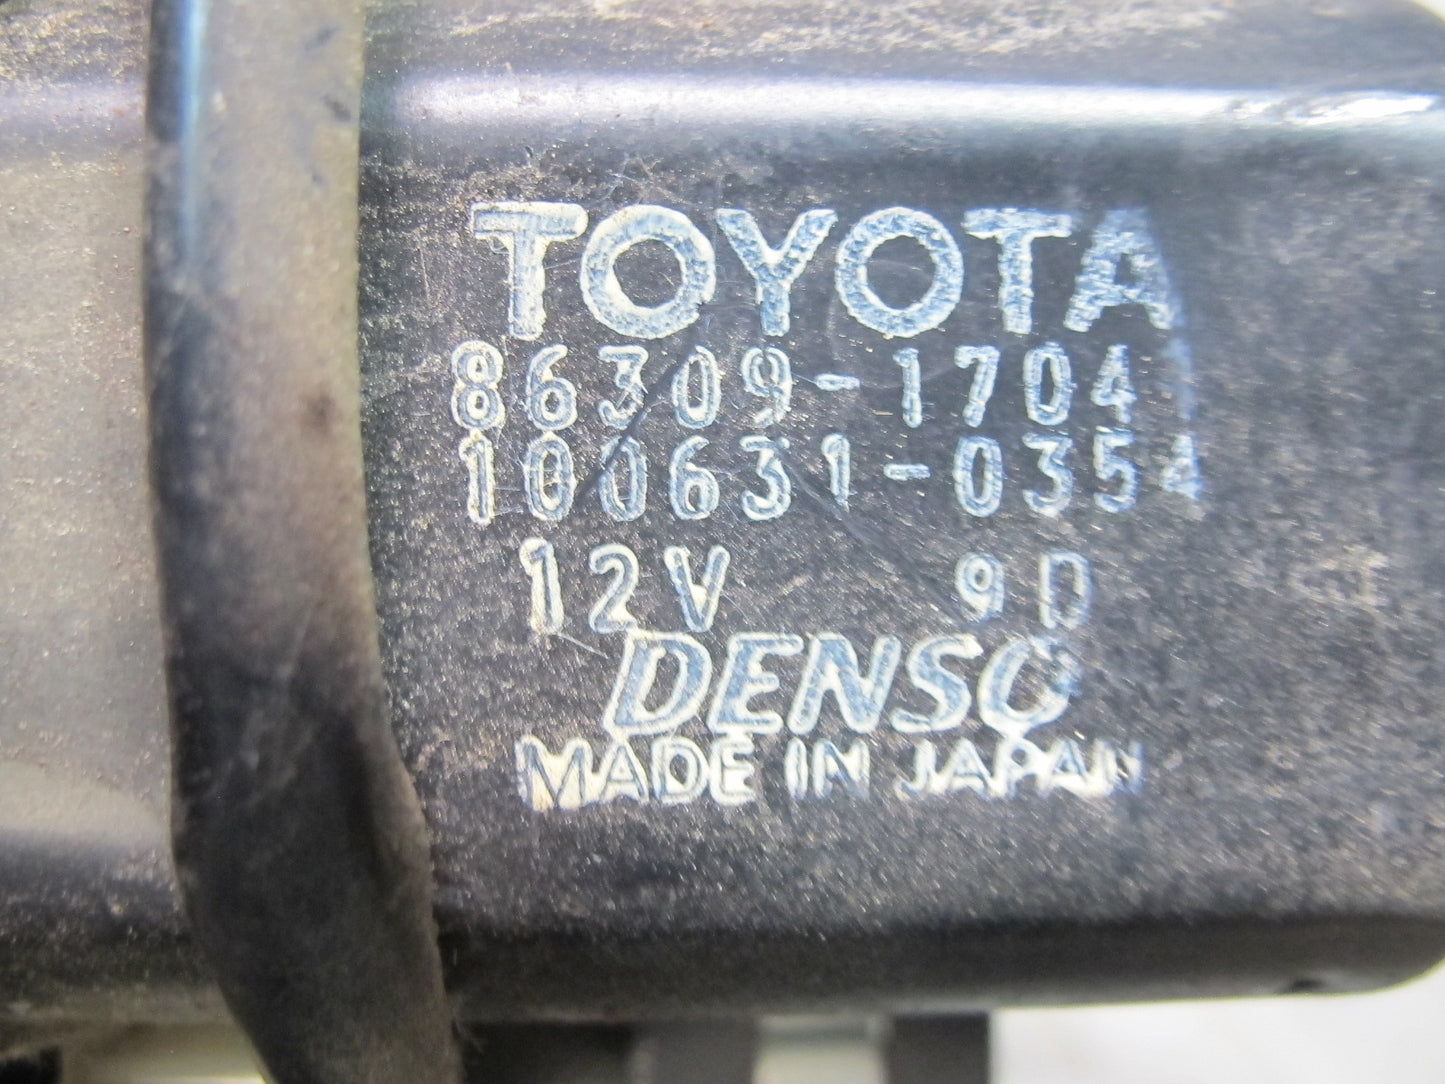 TOYOTA
86309-1704
100631-0354
12V 9D
DENSO
MADE IN JAPAN